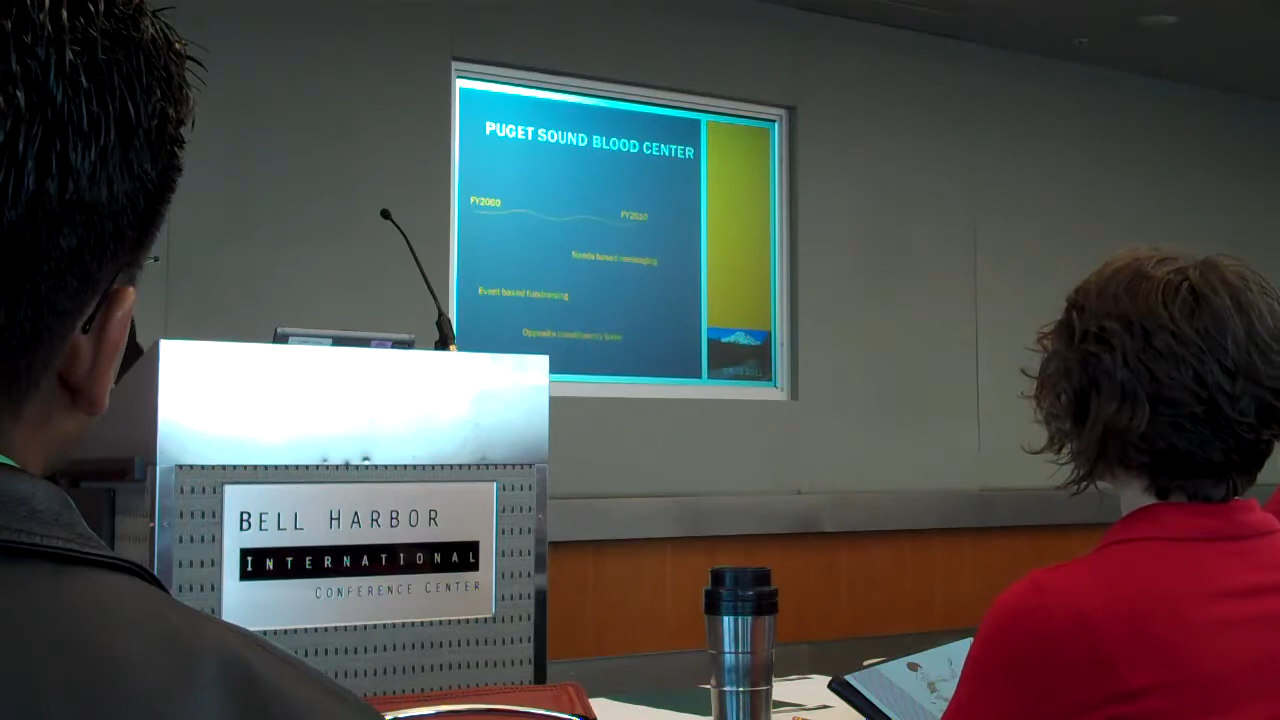 PUGET SOUND BLOOD CENTER
FY2000
FY2010
Needs based messaging
Event based fundraising
Opposite constituency basis
BELL HARBOR
INTERNATIONAL
CONFERENCE CENTER